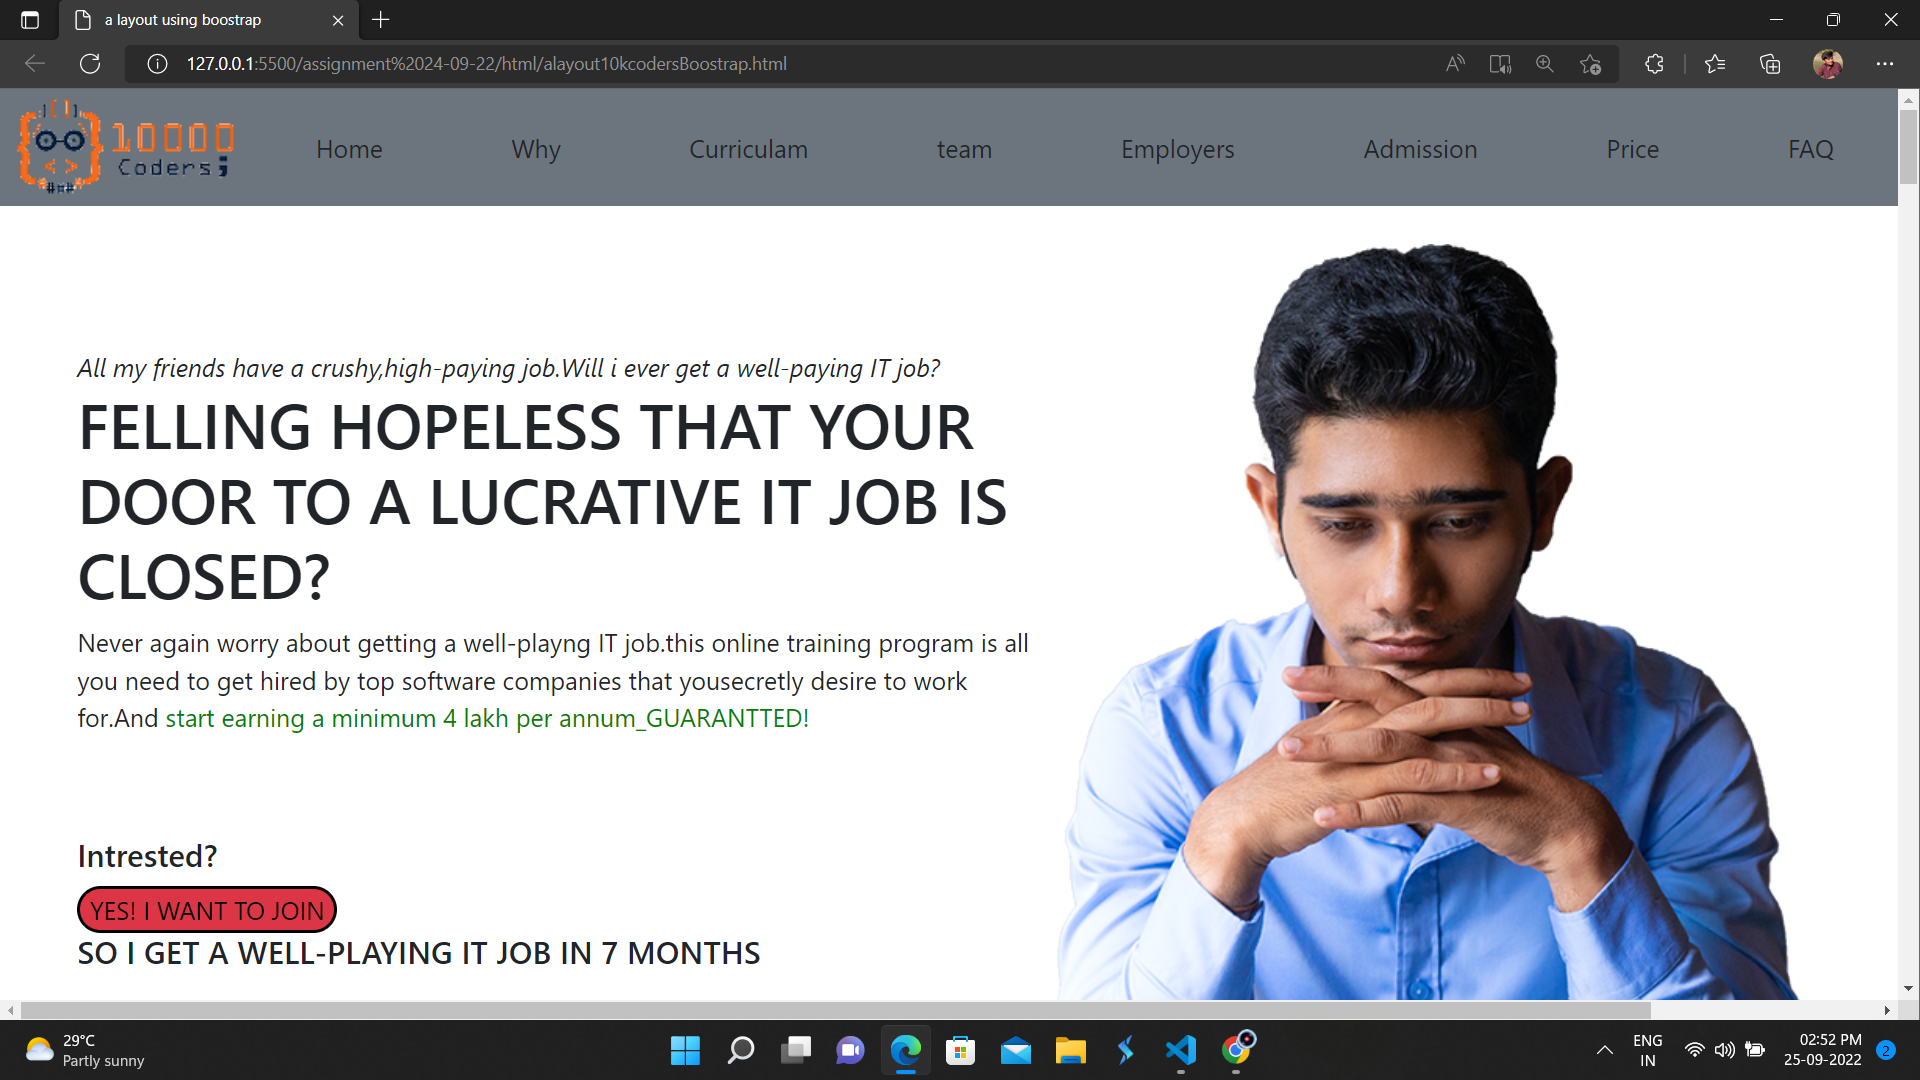 a layout using boostrap
127.0.0.1:5500/assignment%2024-09-22/html/alayout10kcodersBoostrap.html
10000
Coders;
Home Why Curriculam team Employers Admission Price FAQ
All my friends have a crushy,high-paying job.Will i ever get a well-paying IT job?
FELLING HOPELESS THAT YOUR
DOOR TO A LUCRATIVE IT JOB IS
CLOSED?
Never again worry about getting a well-playng IT job.this online training program is all
you need to get hired by top software companies that yousecretly desire to work
for.And start earning a minimum 4 lakh per annum_GUARANTTED!
Intrested?
YES! I WANT TO JOIN
SO I GET A WELL-PLAYING IT JOB IN 7 MONTHS
29°C
Partly sunny
ENG
IN
02:52 PM
25-09-2022
2